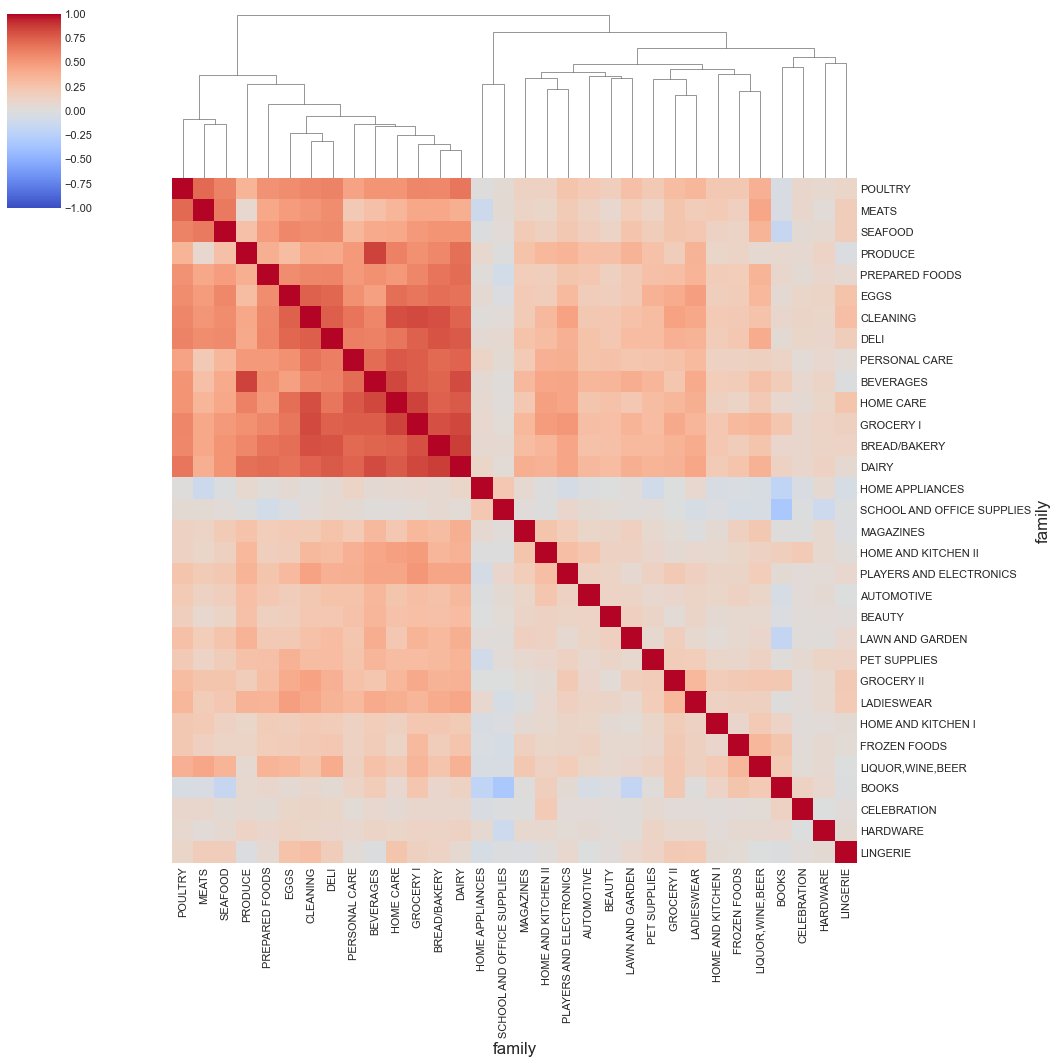 1.00
0.75
0.50
0.25
0.00
−0.25
−0.50
−0.75
−1.00
POULTRY
MEATS
SEAFOOD
PRODUCE
PREPARED FOODS
EGGS
CLEANING
DELI
PERSONAL CARE
BEVERAGES
HOME CARE
GROCERY I
BREAD/BAKERY
DAIRY
HOME APPLIANCES
SCHOOL AND OFFICE SUPPLIES
MAGAZINES
HOME AND KITCHEN II
PLAYERS AND ELECTRONICS
AUTOMOTIVE
BEAUTY
LAWN AND GARDEN
PET SUPPLIES
GROCERY II
LADIESWEAR
HOME AND KITCHEN I
FROZEN FOODS
LIQUOR,WINE,BEER
BOOKS
CELEBRATION
HARDWARE
LINGERIE
family
POULTRY
MEATS
SEAFOOD
PRODUCE
PREPARED FOODS
EGGS
CLEANING
DELI
PERSONAL CARE
BEVERAGES
HOME CARE
GROCERY I
BREAD/BAKERY
DAIRY
HOME APPLIANCES
SCHOOL AND OFFICE SUPPLIES
MAGAZINES
HOME AND KITCHEN II
PLAYERS AND ELECTRONICS
AUTOMOTIVE
BEAUTY
LAWN AND GARDEN
PET SUPPLIES
GROCERY II
LADIESWEAR
HOME AND KITCHEN I
FROZEN FOODS
LIQUOR,WINE,BEER
BOOKS
CELEBRATION
HARDWARE
LINGERIE
family